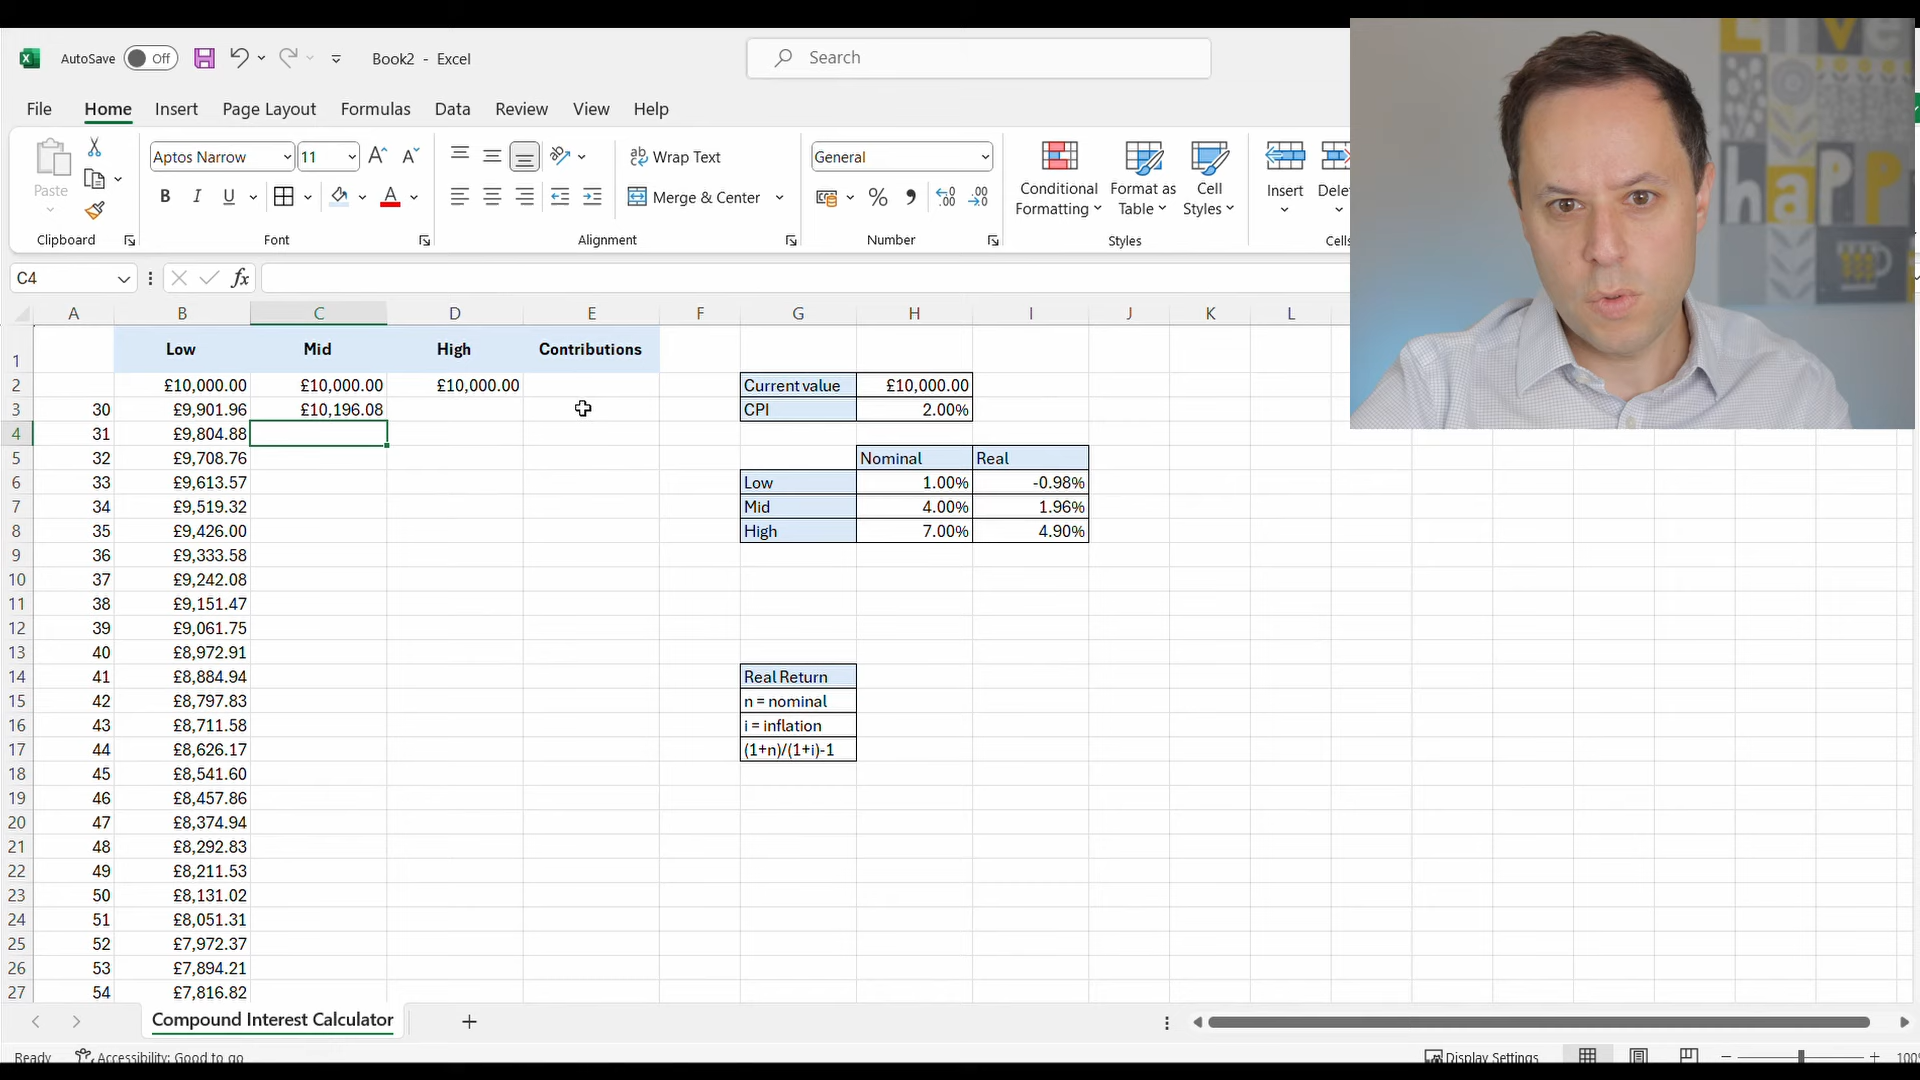 AutoSave Off Book2 - Excel Search
File Home Insert Page Layout Formulas Data Review View Help
Paste Aptos Narrow 11 Wrap Text General Conditional Formatting Format as Table Cell Styles Insert
B I U A Merge & Center % Dele
Clipboard Font Alignment Number Styles Cells
C4 fx
A B C D E F G H I J K L
1 Low Mid High Contributions
2 £10,000.00 £10,000.00 £10,000.00 Current value £10,000.00
3 30 £9,901.96 £10,196.08 CPI 2.00%
4 31 £9,804.88
5 32 £9,708.76 Nominal Real
6 33 £9,613.57 Low 1.00% -0.98%
7 34 £9,519.32 Mid 4.00% 1.96%
8 35 £9,426.00 High 7.00% 4.90%
9 36 £9,333.58
10 37 £9,242.08
11 38 £9,151.47
12 39 £9,061.75
13 40 £8,972.91
14 41 £8,884.94 Real Return
15 42 £8,797.83 n = nominal
16 43 £8,711.58 i = inflation
17 44 £8,626.17 (1+n)/(1+i)-1
18 45 £8,541.60
19 46 £8,457.86
20 47 £8,374.94
21 48 £8,292.83
22 49 £8,211.53
23 50 £8,131.02
24 51 £8,051.31
25 52 £7,972.37
26 53 £7,894.21
27 54 £7,816.82
Compound Interest Calculator
Ready Accessibility: Good to go Display Settings 100
Live
happ